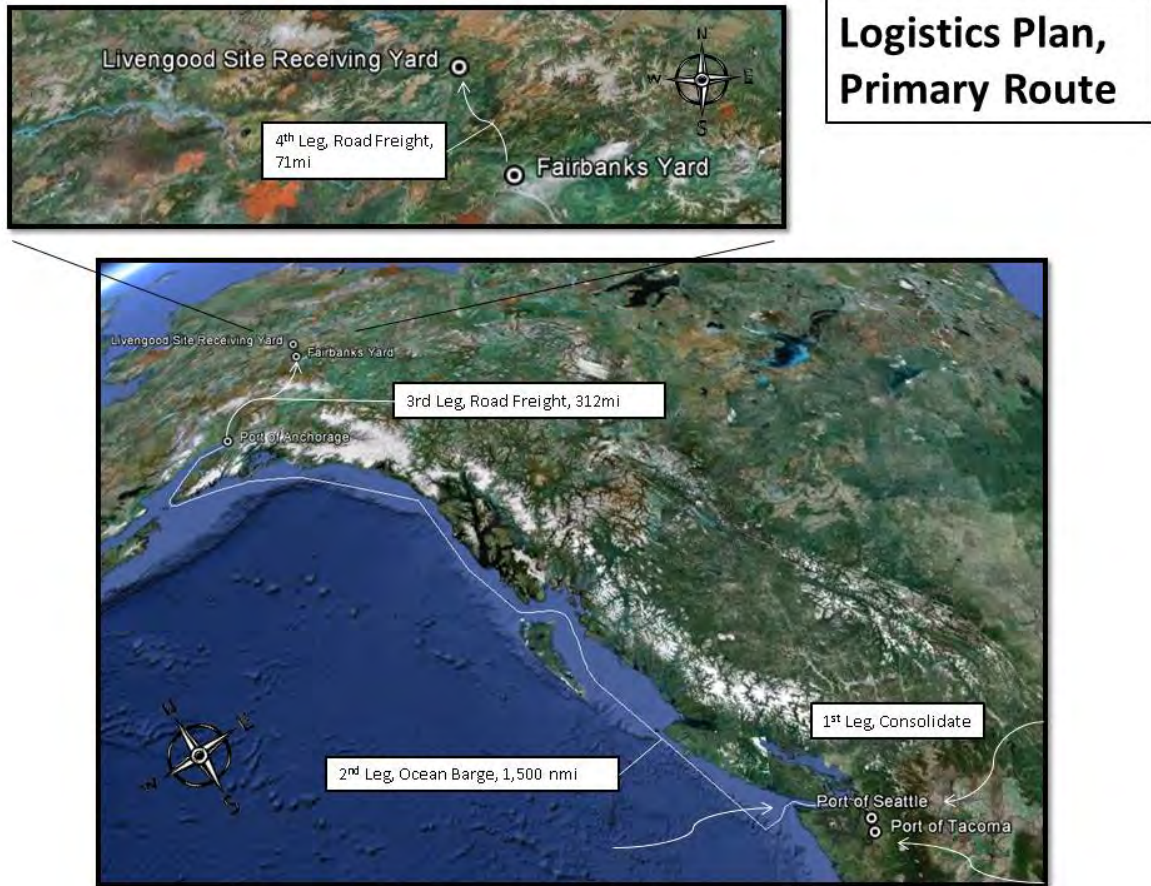 Logistics Plan,
Primary Route
Livengood Site Receiving Yard
N
W
E
S
4th Leg, Road Freight,
71mi
Fairbanks Yard
Livengood Site Receiving Yard
Fairbanks Yard
3rd Leg, Road Freight, 312mi
Port of Anchorage
1st Leg, Consolidate
N
E
W
S
2nd Leg, Ocean Barge, 1,500 nmi
Port of Seattle
Port of Tacoma